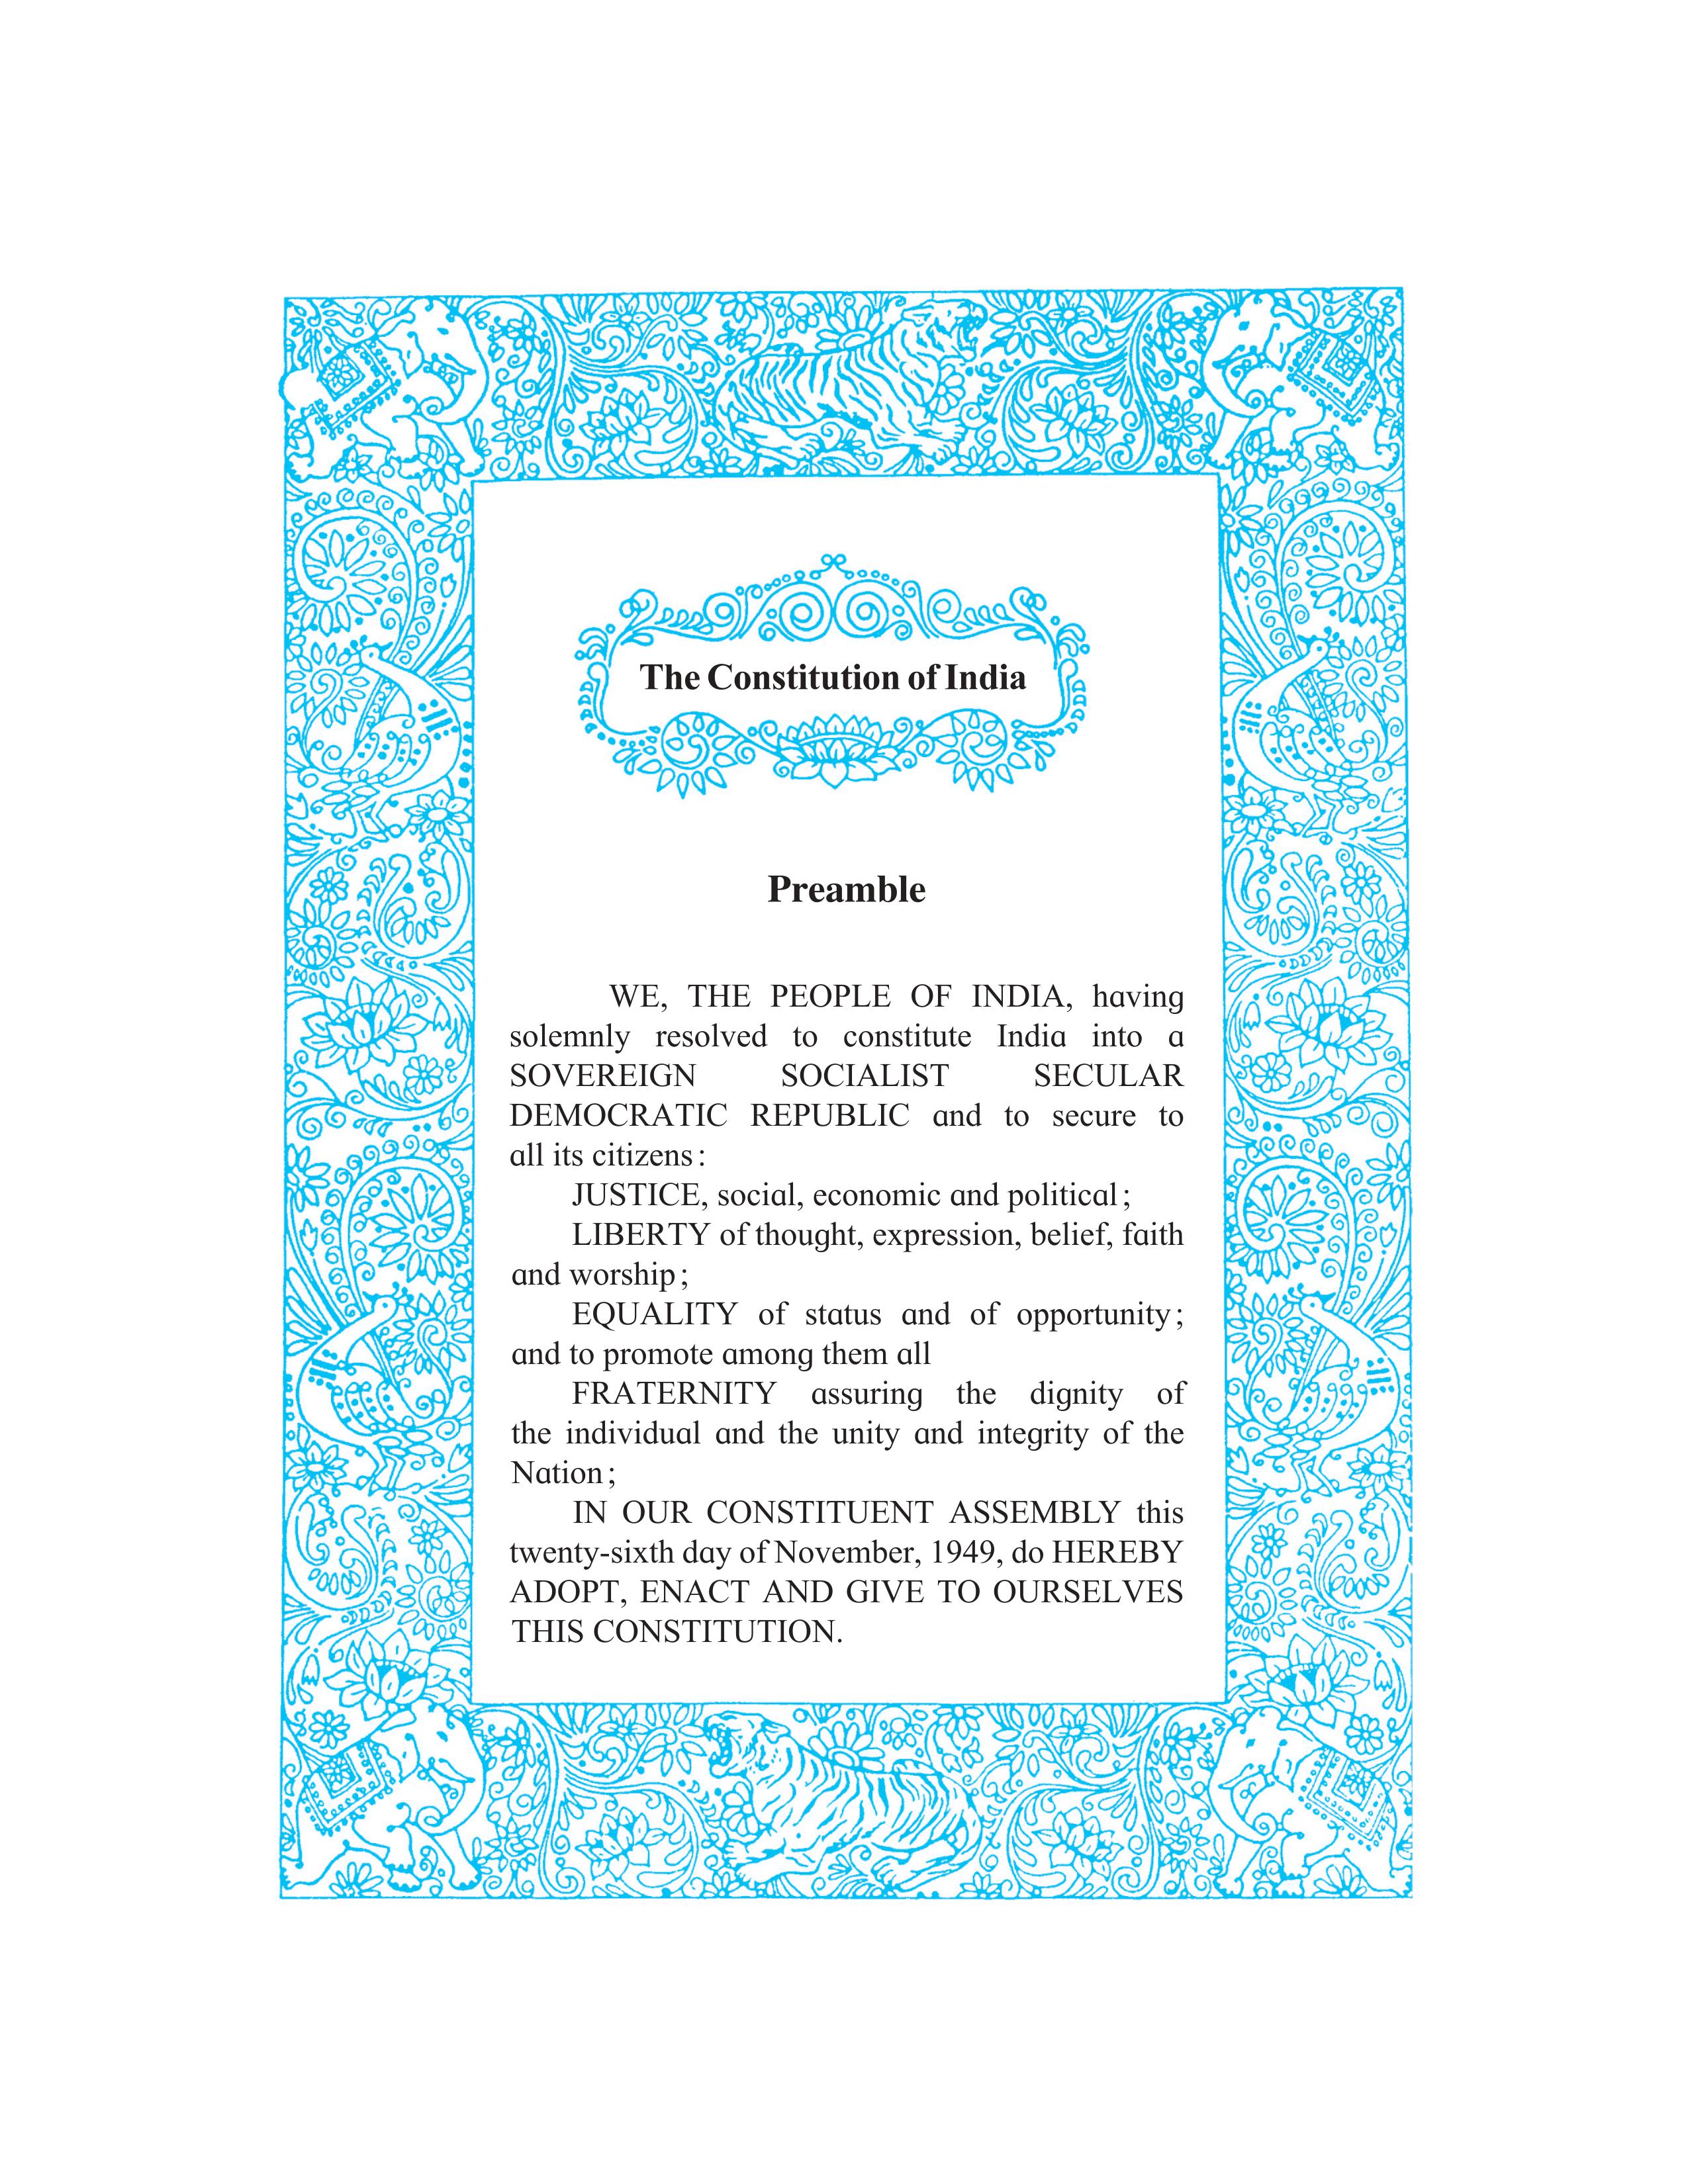 The Constitution of India
Preamble
WE, THE PEOPLE OF INDIA, having
solemnly resolved to constitute India into a
SOVEREIGN SOCIALIST SECULAR
DEMOCRATIC REPUBLIC and to secure to
all its citizens :
JUSTICE, social, economic and political ;
LIBERTY of thought, expression, belief, faith
and worship ;
EQUALITY of status and of opportunity ;
and to promote among them all
FRATERNITY assuring the dignity of
the individual and the unity and integrity of the
Nation ;
IN OUR CONSTITUENT ASSEMBLY this
twenty-sixth day of November, 1949, do HEREBY
ADOPT, ENACT AND GIVE TO OURSELVES
THIS CONSTITUTION.